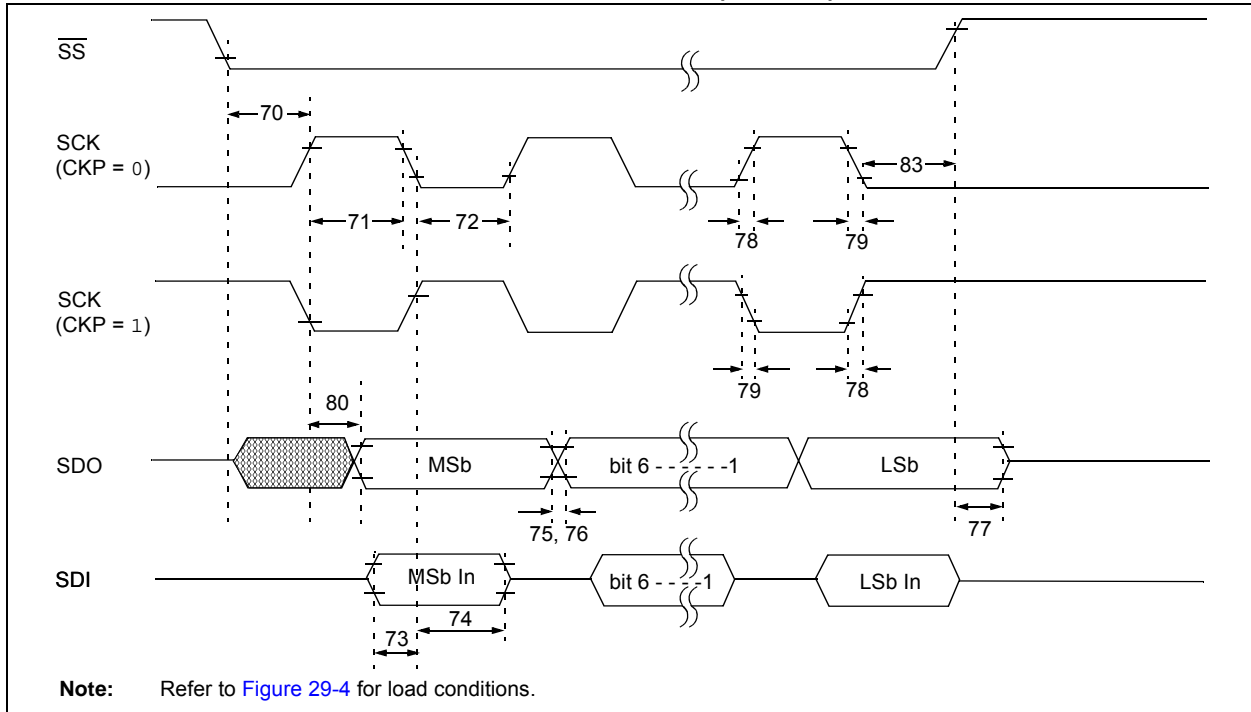 SS
70
SCK
(CKP = 0)
83
71
72
78
79
SCK
(CKP = 1)
79
78
80
SDO
MSb
bit 6 - - - - - -1
LSb
75, 76
77
SDI
MSb In
bit 6 - - - -1
LSb In
74
73
Note: Refer to Figure 29-4 for load conditions.